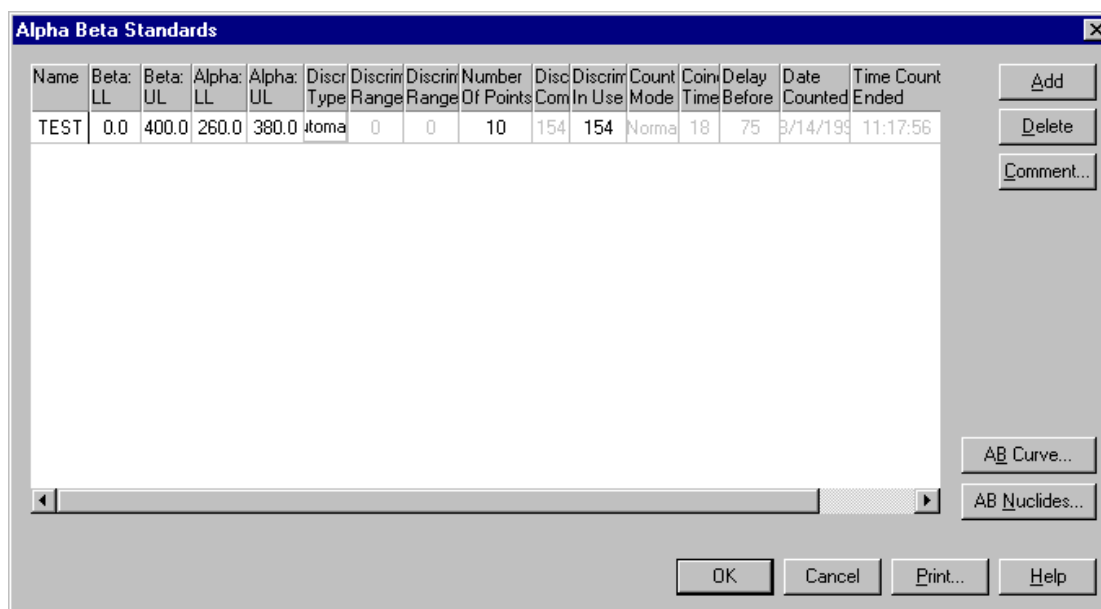 Alpha Beta Standards
Name Beta: Beta: Alpha: Alpha: Discr Discrin Discrin Number Disc Discrim Count Coin Delay Date Time Count
LL UL LL UL Type Range Range Of Points Com In Use Mode Time Before Counted Ended
TEST 0.0 400.0 260.0 380.0 utoma 0 0 10 154 154 Norma 18 75 8/14/199 11:17:56
Add
Delete
Comment...
AB Curve...
AB Nuclides...
OK Cancel Print... Help